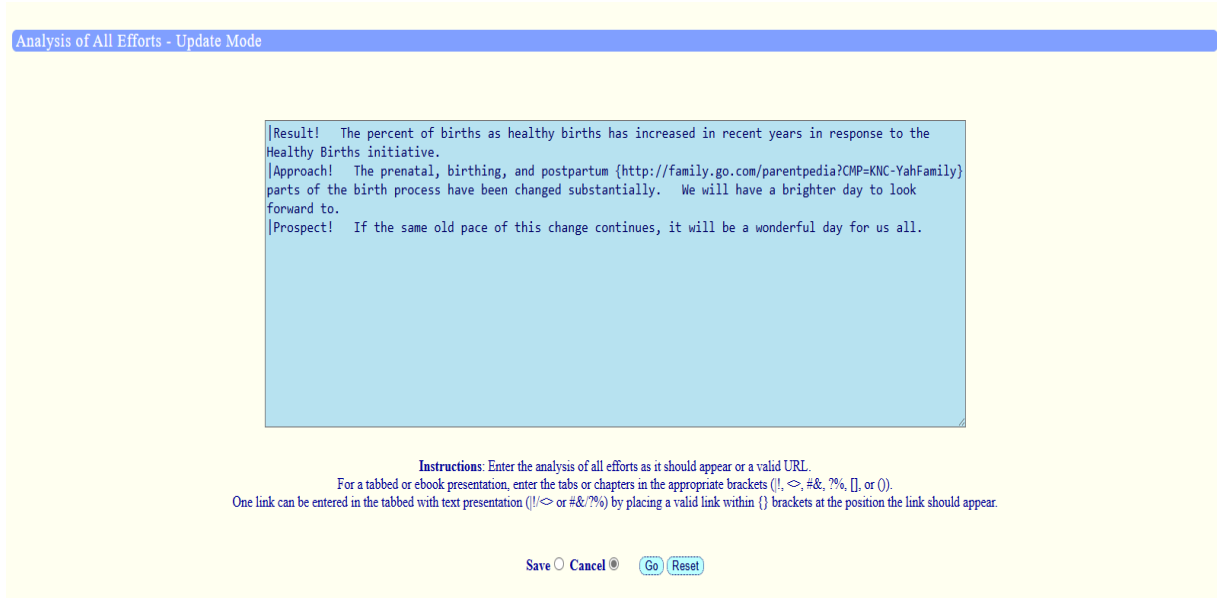 Analysis of All Efforts - Update Mode
|Result!   The percent of births as healthy births has increased in recent years in response to the
Healthy Births initiative.
|Approach!   The prenatal, birthing, and postpartum {http://family.go.com/parentpedia?CMP=KNC-YahFamily}
parts of the birth process have been changed substantially.   We will have a brighter day to look
forward to.
|Prospect!   If the same old pace of this change continues, it will be a wonderful day for us all.
Instructions: Enter the analysis of all efforts as it should appear or a valid URL.
For a tabbed or ebook presentation, enter the tabs or chapters in the appropriate brackets (|!, <>, #&, ?%, [], or ()).
One link can be entered in the tabbed with text presentation (|!/<> or #&/?%) by placing a valid link within {} brackets at the position the link should appear.
Save Cancel Go Reset